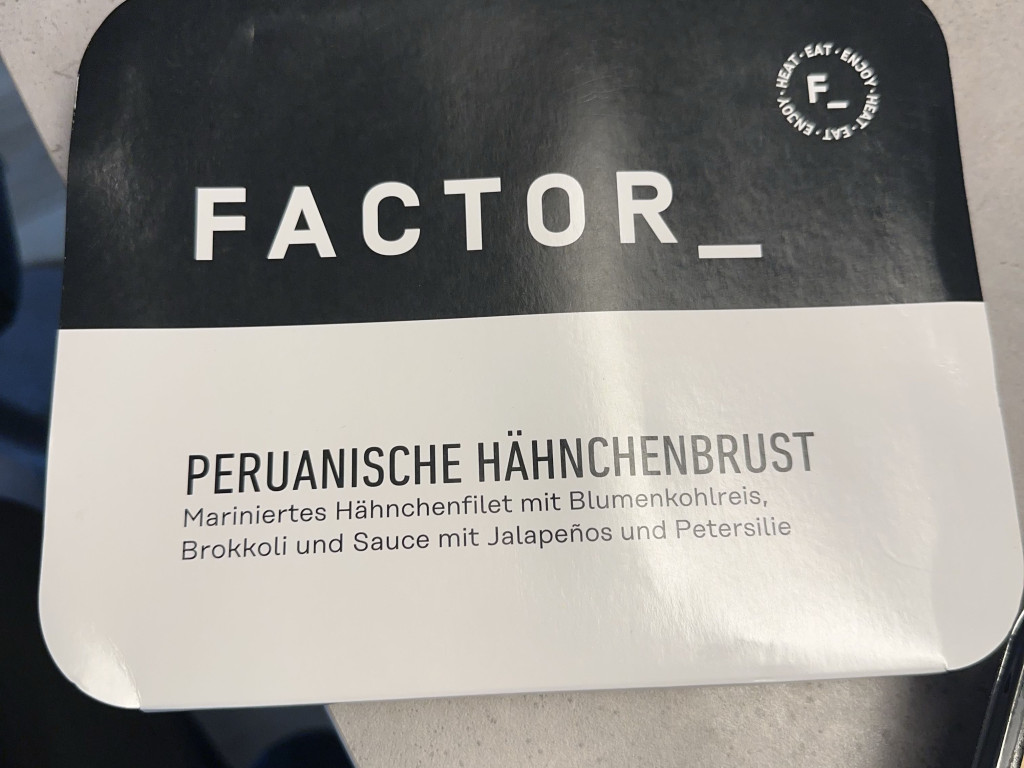 HEAT · EAT · ENJOY · HEAT · EAT · ENJOY ·
F_
FACTOR_
PERUANISCHE HÄHNCHENBRUST
Mariniertes Hähnchenfilet mit Blumenkohlreis,
Brokkoli und Sauce mit Jalapeños und Petersilie